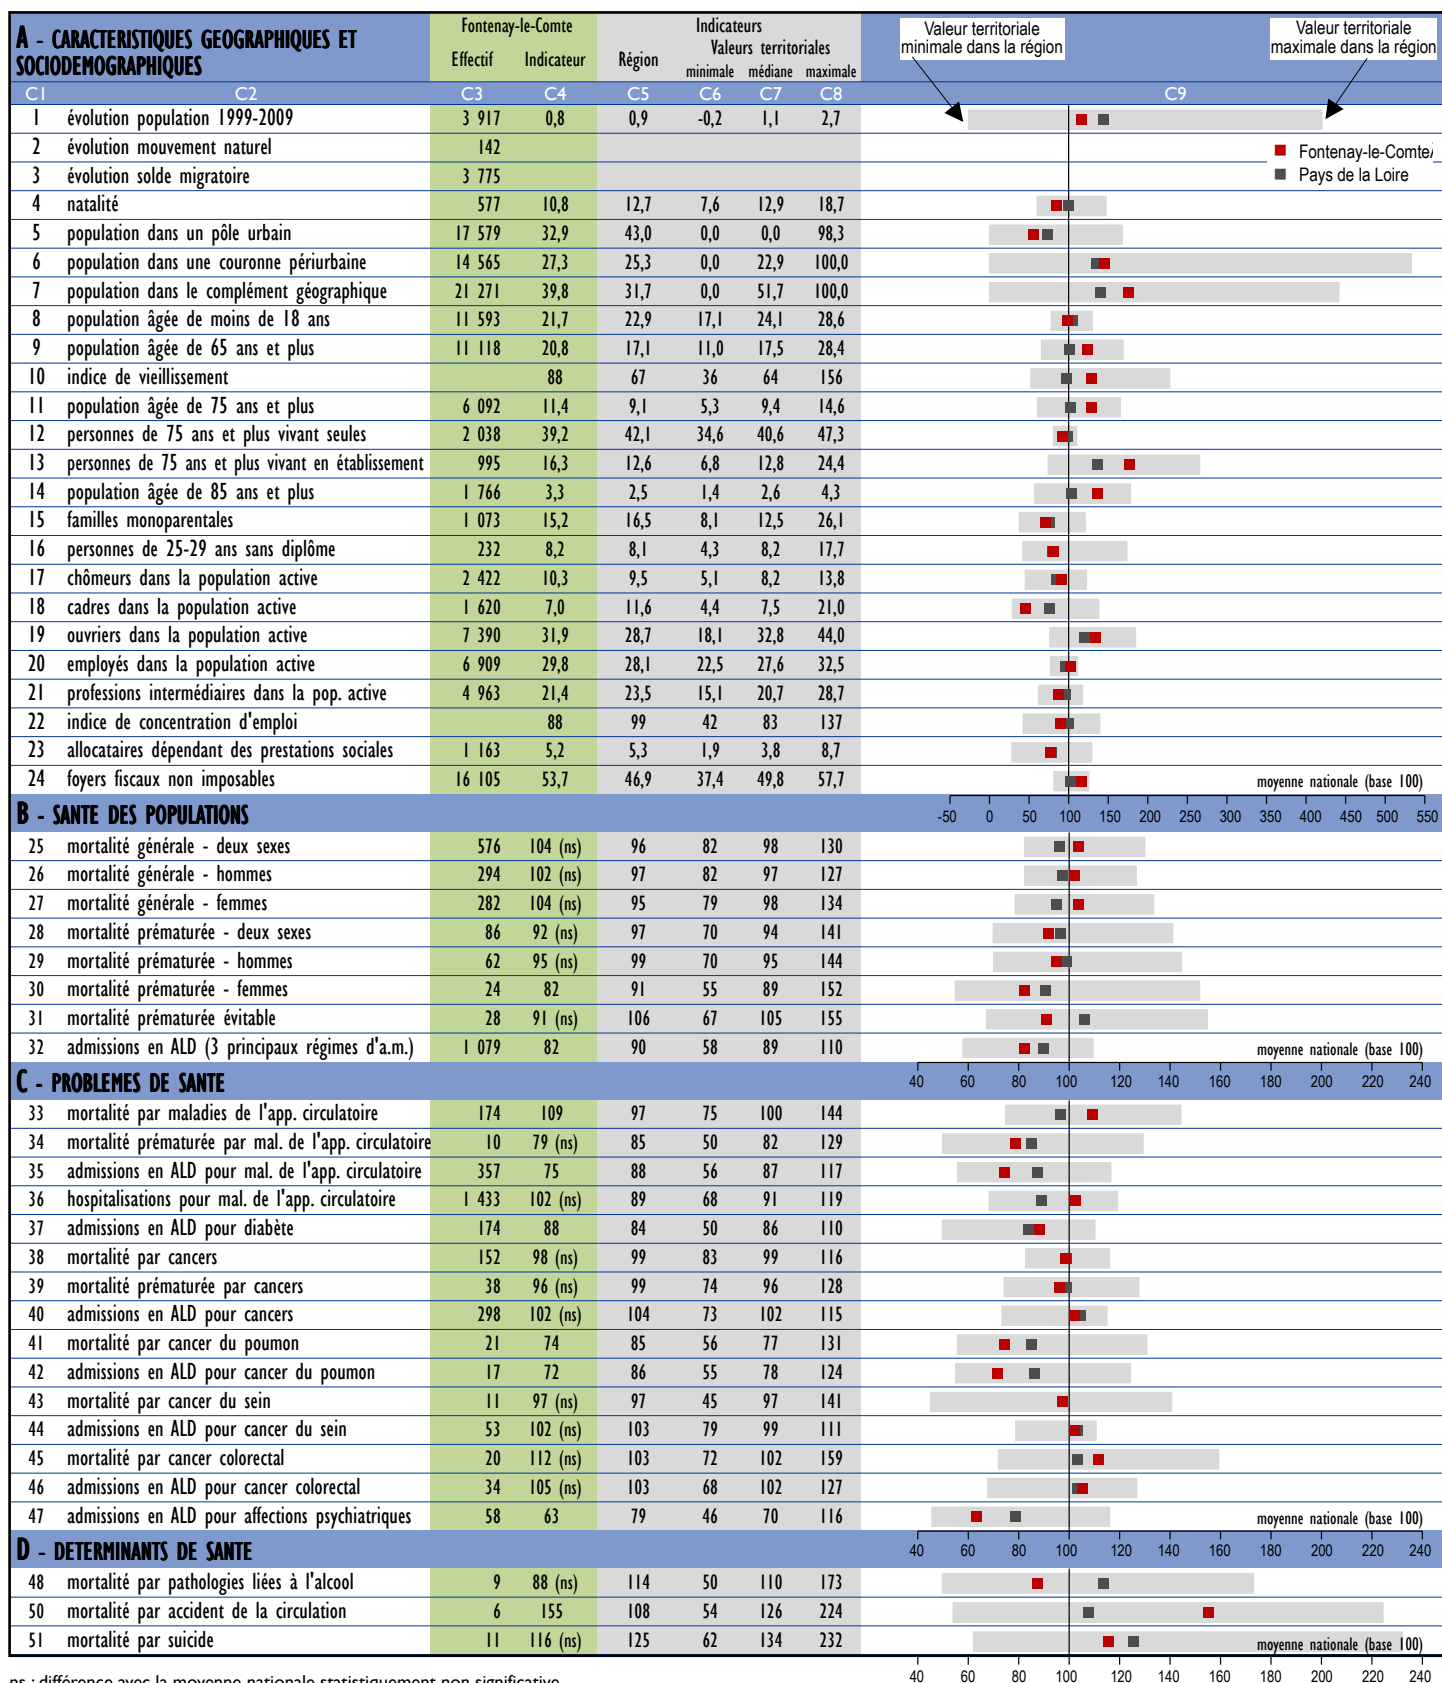 A - CARACTERISTIQUES GEOGRAPHIQUES ET SOCIODEMOGRAPHIQUES
Fontenay-le-Comte
Effectif Indicateur
Indicateurs
Région Valeurs territoriales
minimale médiane maximale
Valeur territoriale minimale dans la région
Valeur territoriale maximale dans la région
C1 C2 C3 C4 C5 C6 C7 C8 C9
1 évolution population 1999-2009 3 917 0,8 0,9 -0,2 1,1 2,7
2 évolution mouvement naturel 142
Fontenay-le-Comte
3 évolution solde migratoire 3 775
Pays de la Loire
4 natalité 577 10,8 12,7 7,6 12,9 18,7
5 population dans un pôle urbain 17 579 32,9 43,0 0,0 0,0 98,3
6 population dans une couronne périurbaine 14 565 27,3 25,3 0,0 22,9 100,0
7 population dans le complément géographique 21 271 39,8 31,7 0,0 51,7 100,0
8 population âgée de moins de 18 ans 11 593 21,7 22,9 17,1 24,1 28,6
9 population âgée de 65 ans et plus 11 118 20,8 17,1 11,0 17,5 28,4
10 indice de vieillissement 88 67 36 64 156
11 population âgée de 75 ans et plus 6 092 11,4 9,1 5,3 9,4 14,6
12 personnes de 75 ans et plus vivant seules 2 038 39,2 42,1 34,6 40,6 47,3
13 personnes de 75 ans et plus vivant en établissement 995 16,3 12,6 6,8 12,8 24,4
14 population âgée de 85 ans et plus 1 766 3,3 2,5 1,4 2,6 4,3
15 familles monoparentales 1 073 15,2 16,5 8,1 12,5 26,1
16 personnes de 25-29 ans sans diplôme 232 8,2 8,1 4,3 8,2 17,7
17 chômeurs dans la population active 2 422 10,3 9,5 5,1 8,2 13,8
18 cadres dans la population active 1 620 7,0 11,6 4,4 7,5 21,0
19 ouvriers dans la population active 7 390 31,9 28,7 18,1 32,8 44,0
20 employés dans la population active 6 909 29,8 28,1 22,5 27,6 32,5
21 professions intermédiaires dans la pop. active 4 963 21,4 23,5 15,1 20,7 28,7
22 indice de concentration d'emploi 88 99 42 83 137
23 allocataires dépendant des prestations sociales 1 163 5,2 5,3 1,9 3,8 8,7
24 foyers fiscaux non imposables 16 105 53,7 46,9 37,4 49,8 57,7 moyenne nationale (base 100)
B - SANTE DES POPULATIONS
-50 0 50 100 150 200 250 300 350 400 450 500 550
25 mortalité générale - deux sexes 576 104 (ns) 96 82 98 130
26 mortalité générale - hommes 294 102 (ns) 97 82 97 127
27 mortalité générale - femmes 282 104 (ns) 95 79 98 134
28 mortalité prématurée - deux sexes 86 92 (ns) 97 70 94 141
29 mortalité prématurée - hommes 62 95 (ns) 99 70 95 144
30 mortalité prématurée - femmes 24 82 91 55 89 152
31 mortalité prématurée évitable 28 91 (ns) 106 67 105 155
32 admissions en ALD (3 principaux régimes d'a.m.) 1 079 82 90 58 89 110 moyenne nationale (base 100)
C - PROBLEMES DE SANTE
40 60 80 100 120 140 160 180 200 220 240
33 mortalité par maladies de l'app. circulatoire 174 109 97 75 100 144
34 mortalité prématurée par mal. de l'app. circulatoire 10 79 (ns) 85 50 82 129
35 admissions en ALD pour mal. de l'app. circulatoire 357 75 88 56 87 117
36 hospitalisations pour mal. de l'app. circulatoire 1 433 102 (ns) 89 68 91 119
37 admissions en ALD pour diabète 174 88 84 50 86 110
38 mortalité par cancers 152 98 (ns) 99 83 99 116
39 mortalité prématurée par cancers 38 96 (ns) 99 74 96 128
40 admissions en ALD pour cancers 298 102 (ns) 104 73 102 115
41 mortalité par cancer du poumon 21 74 85 56 77 131
42 admissions en ALD pour cancer du poumon 17 72 86 55 78 124
43 mortalité par cancer du sein 11 97 (ns) 97 45 97 141
44 admissions en ALD pour cancer du sein 53 102 (ns) 103 79 99 111
45 mortalité par cancer colorectal 20 112 (ns) 103 72 102 159
46 admissions en ALD pour cancer colorectal 34 105 (ns) 103 68 102 127
47 admissions en ALD pour affections psychiatriques 58 63 79 46 70 116 moyenne nationale (base 100)
D - DETERMINANTS DE SANTE
40 60 80 100 120 140 160 180 200 220 240
48 mortalité par pathologies liées à l'alcool 9 88 (ns) 114 50 110 173
50 mortalité par accident de la circulation 6 155 108 54 126 224
51 mortalité par suicide 11 116 (ns) 125 62 134 232 moyenne nationale (base 100)
40 60 80 100 120 140 160 180 200 220 240
ns : différence avec la moyenne nationale statistiquement non significative